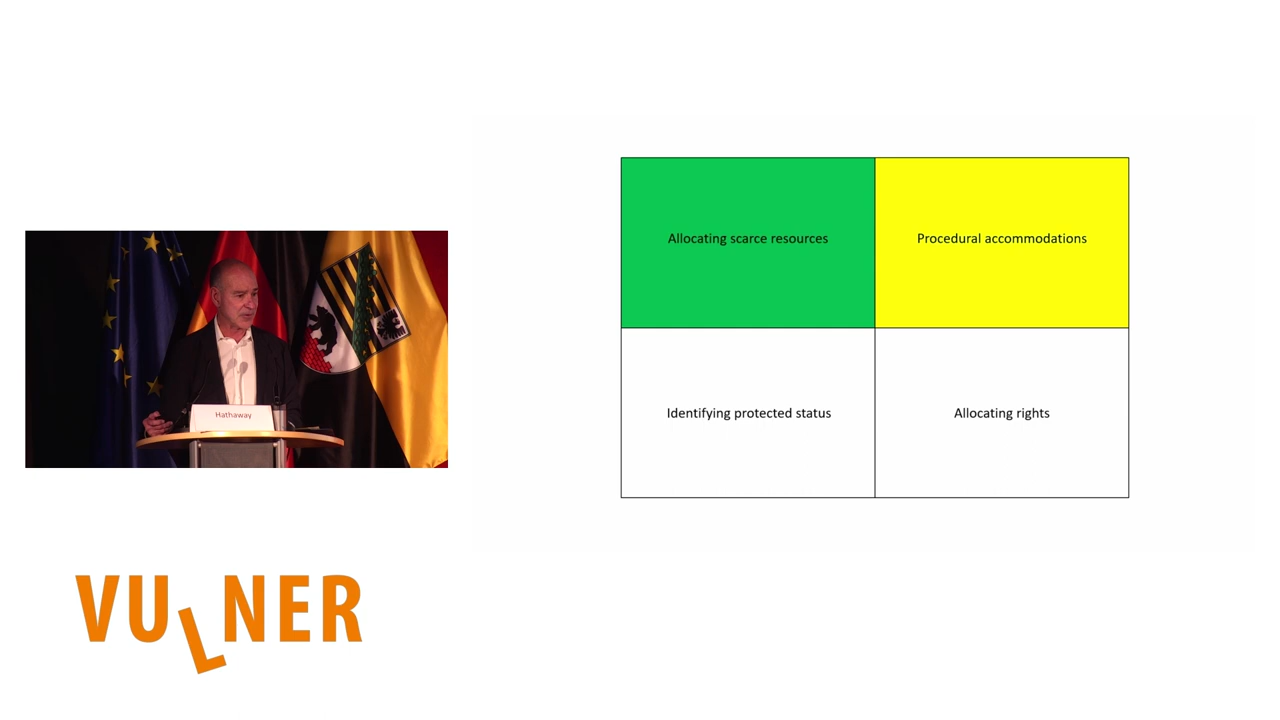 Allocating scarce resources
Procedural accommodations
Hathaway
Identifying protected status
Allocating rights
VULNER